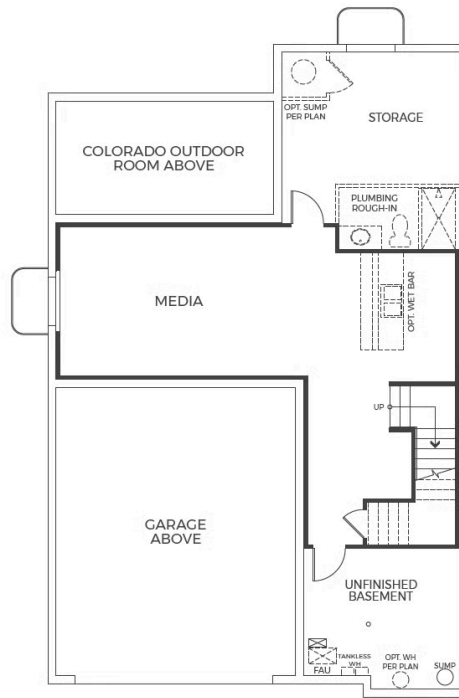 OPT. SUMP
PER PLAN
STORAGE
COLORADO OUTDOOR
ROOM ABOVE
PLUMBING
ROUGH-IN
MEDIA
OPT. WET BAR
UP
GARAGE
ABOVE
UNFINISHED
BASEMENT
FAU
TANKLESS
WH
OPT. WH
PER PLAN
SUMP